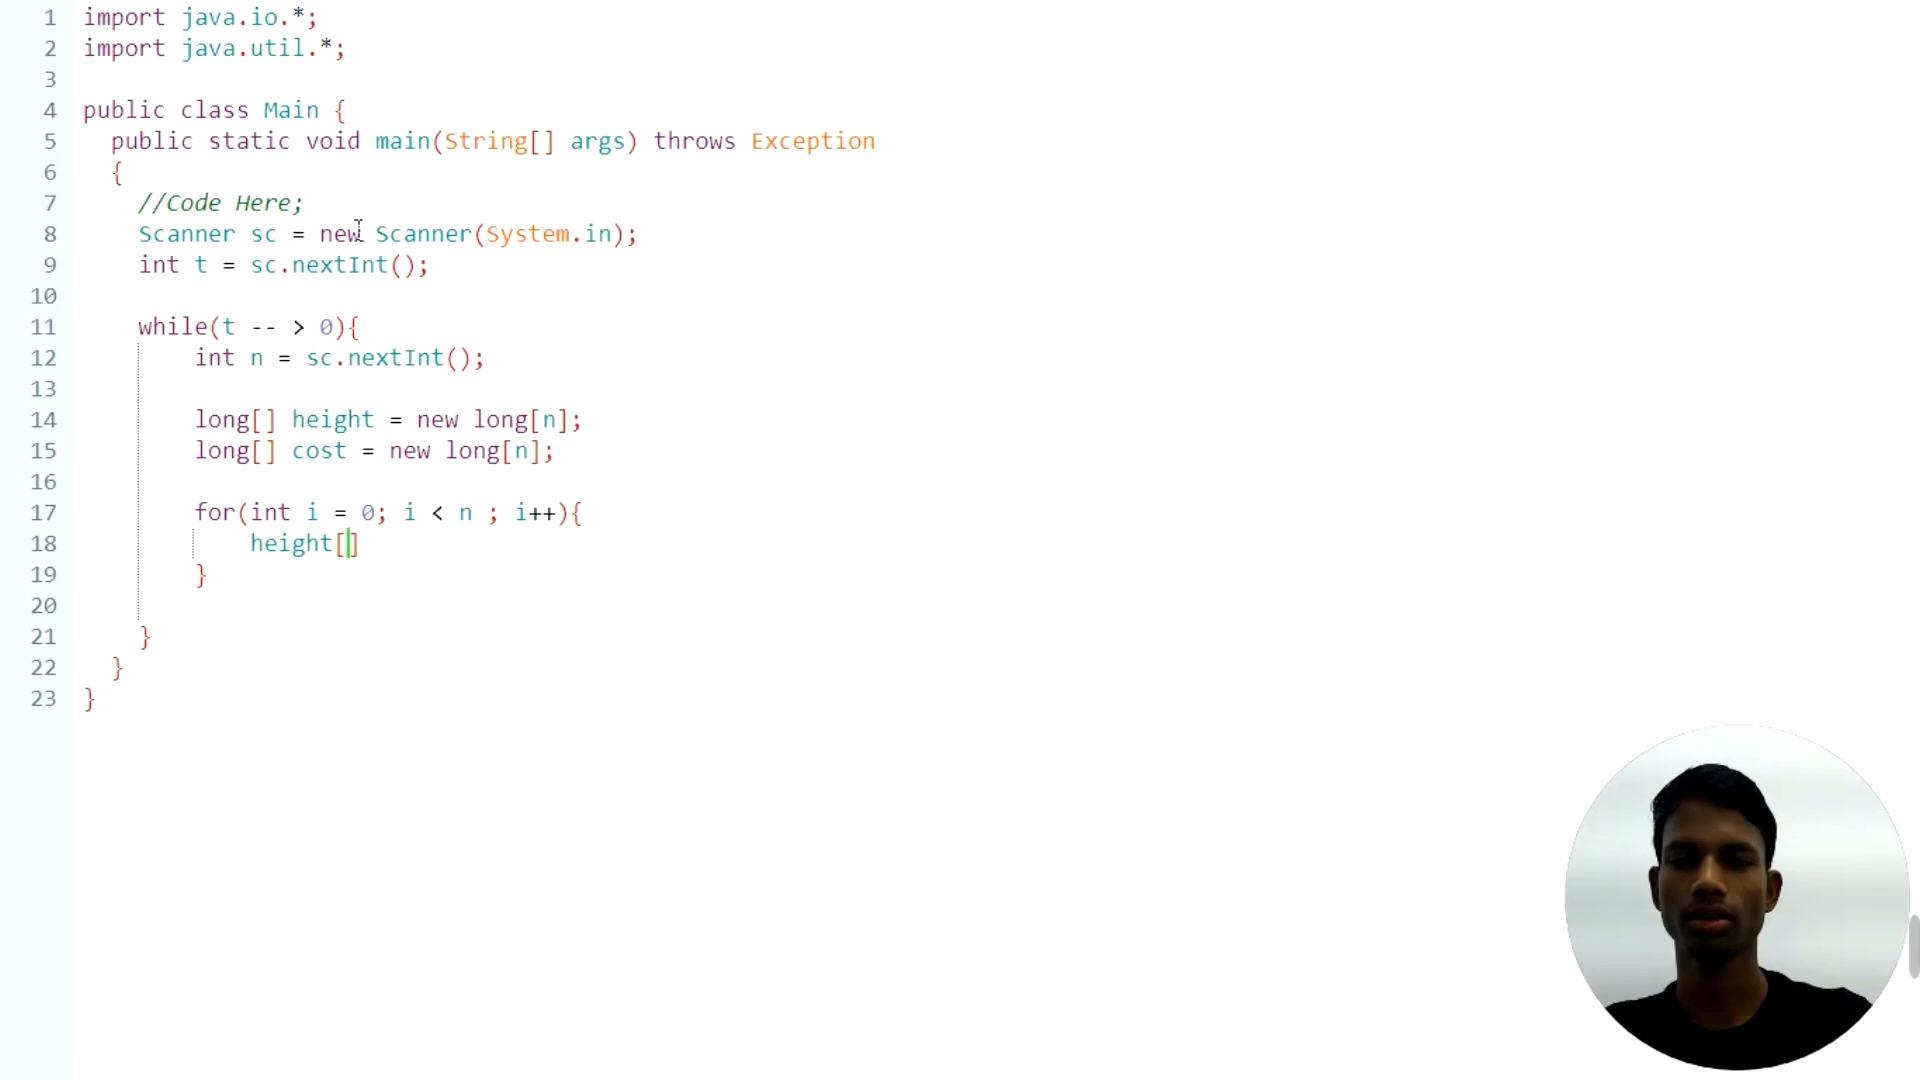 1 import java.io.*;
2 import java.util.*;
3
4 public class Main {
5 public static void main(String[] args) throws Exception
6 {
7 //Code Here;
8 Scanner sc = new Scanner(System.in);
9 int t = sc.nextInt();
10
11 while(t -- > 0){
12 int n = sc.nextInt();
13
14 long[] height = new long[n];
15 long[] cost = new long[n];
16
17 for(int i = 0; i < n ; i++){
18 height[]
19 }
20
21 }
22 }
23 }